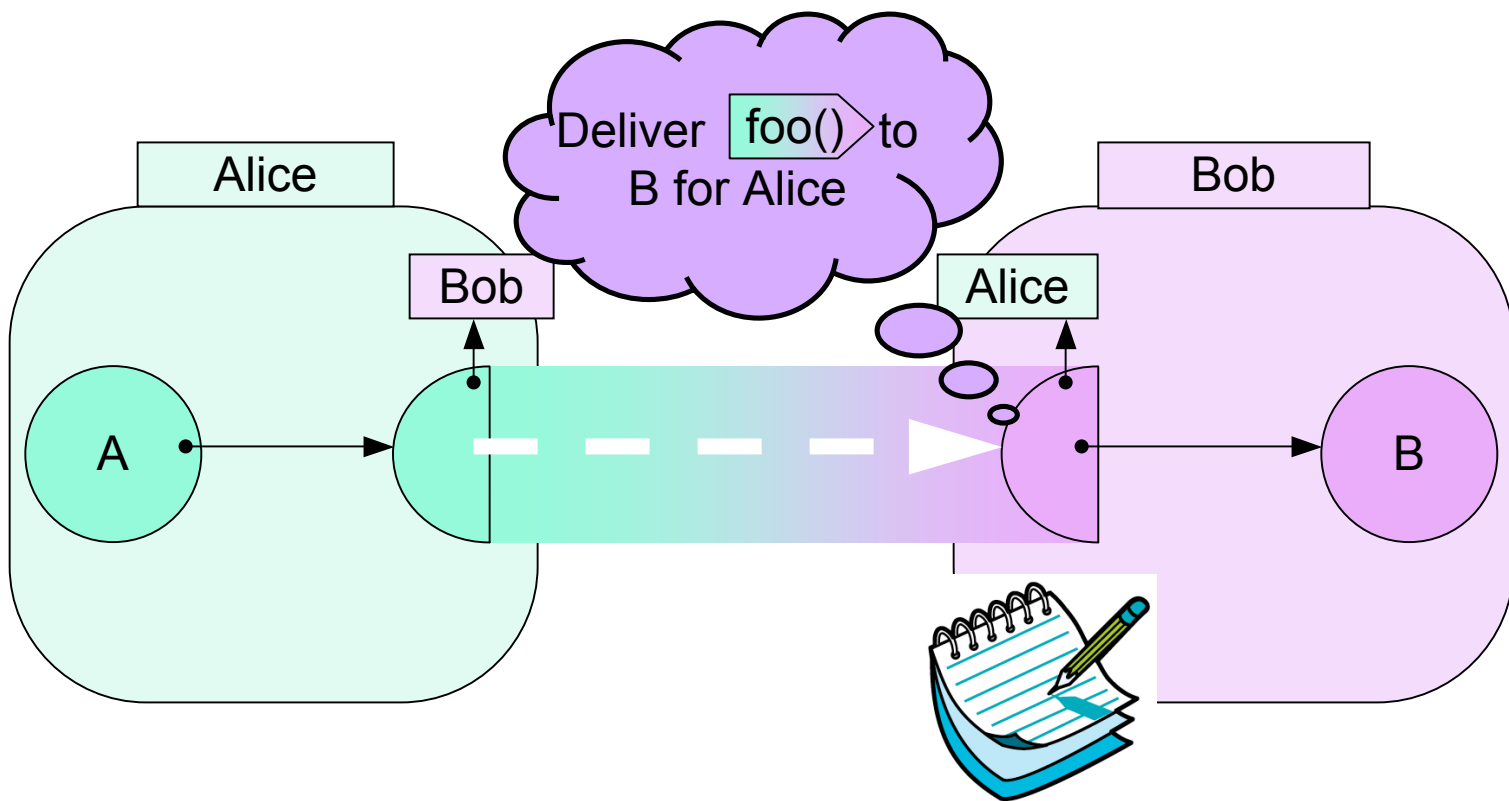 Deliver foo() to
B for Alice
Alice
Bob
Bob
Alice
A
B